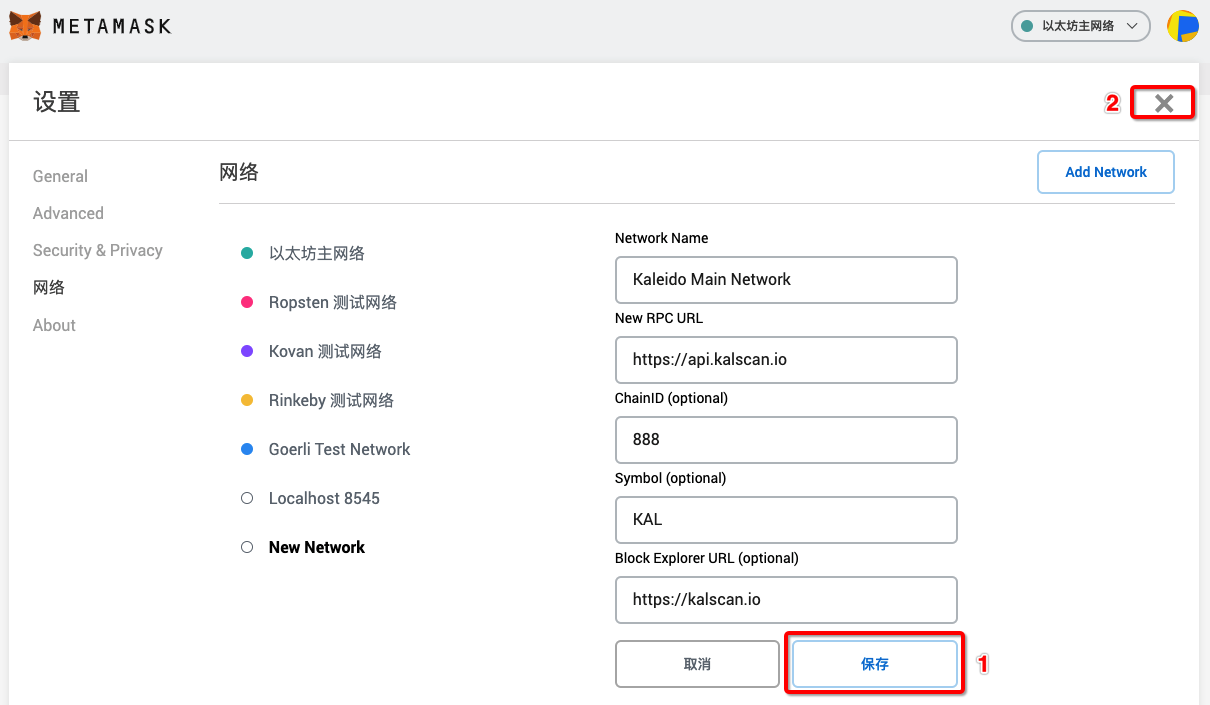 METAMASK
以太坊主网络
设置
2
General
Advanced
Security & Privacy
网络
About
网络
Add Network
以太坊主网络
Ropsten 测试网络
Kovan 测试网络
Rinkeby 测试网络
Goerli Test Network
Localhost 8545
New Network
Network Name
Kaleido Main Network
New RPC URL
https://api.kalscan.io
ChainID (optional)
888
Symbol (optional)
KAL
Block Explorer URL (optional)
https://kalscan.io
取消
保存
1